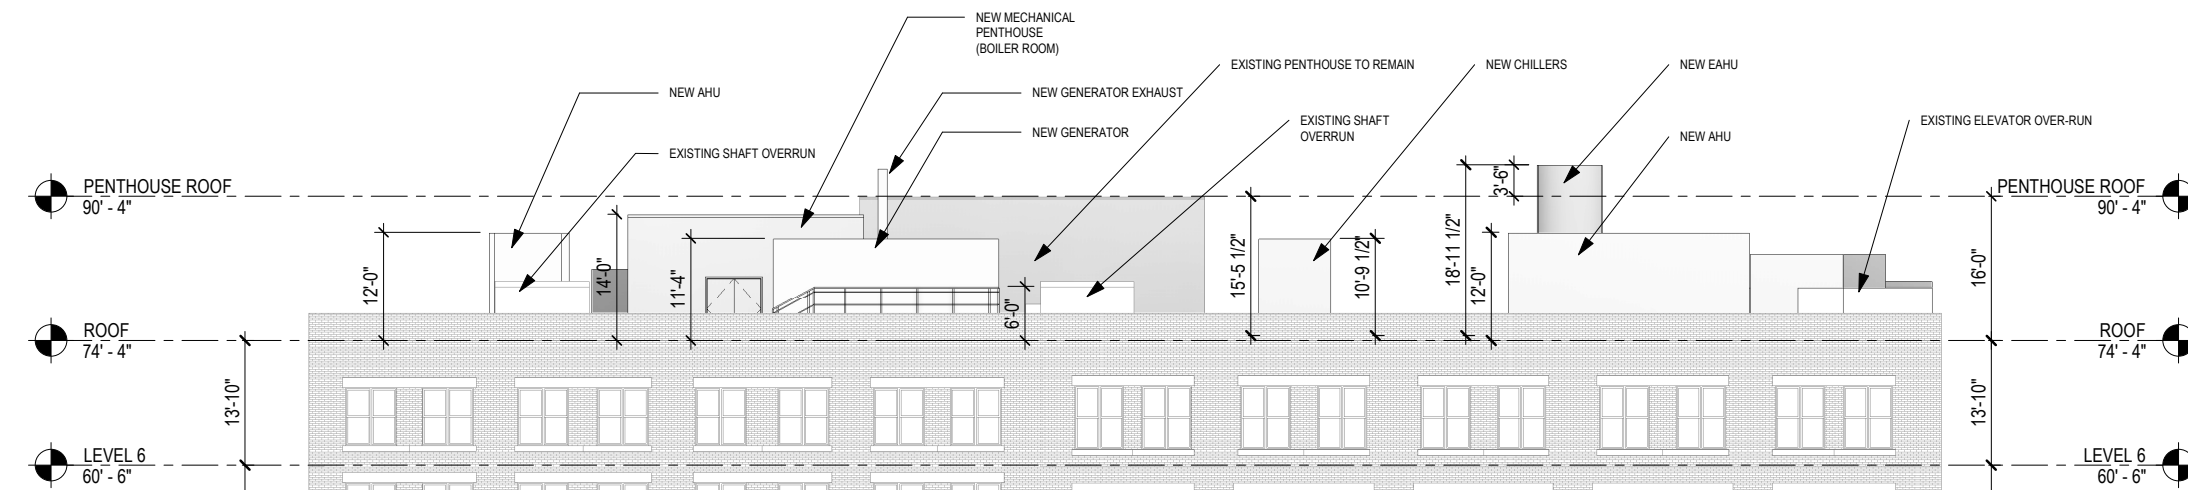 NEW MECHANICAL
PENTHOUSE
(BOILER ROOM)
EXISTING PENTHOUSE TO REMAIN
NEW CHILLERS
NEW EAHU
NEW AHU
NEW GENERATOR EXHAUST
EXISTING SHAFT
OVERRUN
EXISTING ELEVATOR OVER-RUN
NEW GENERATOR
NEW AHU
EXISTING SHAFT OVERRUN
PENTHOUSE ROOF
90' - 4"
PENTHOUSE ROOF
90' - 4"
12'-0"
14'-0"
11'-4"
6'-0"
15'-5 1/2"
10'-9 1/2"
18'-11 1/2"
12'-0"
3'-6"
16'-0"
ROOF
74' - 4"
ROOF
74' - 4"
13'-10"
13'-10"
LEVEL 6
60' - 6"
LEVEL 6
60' - 6"